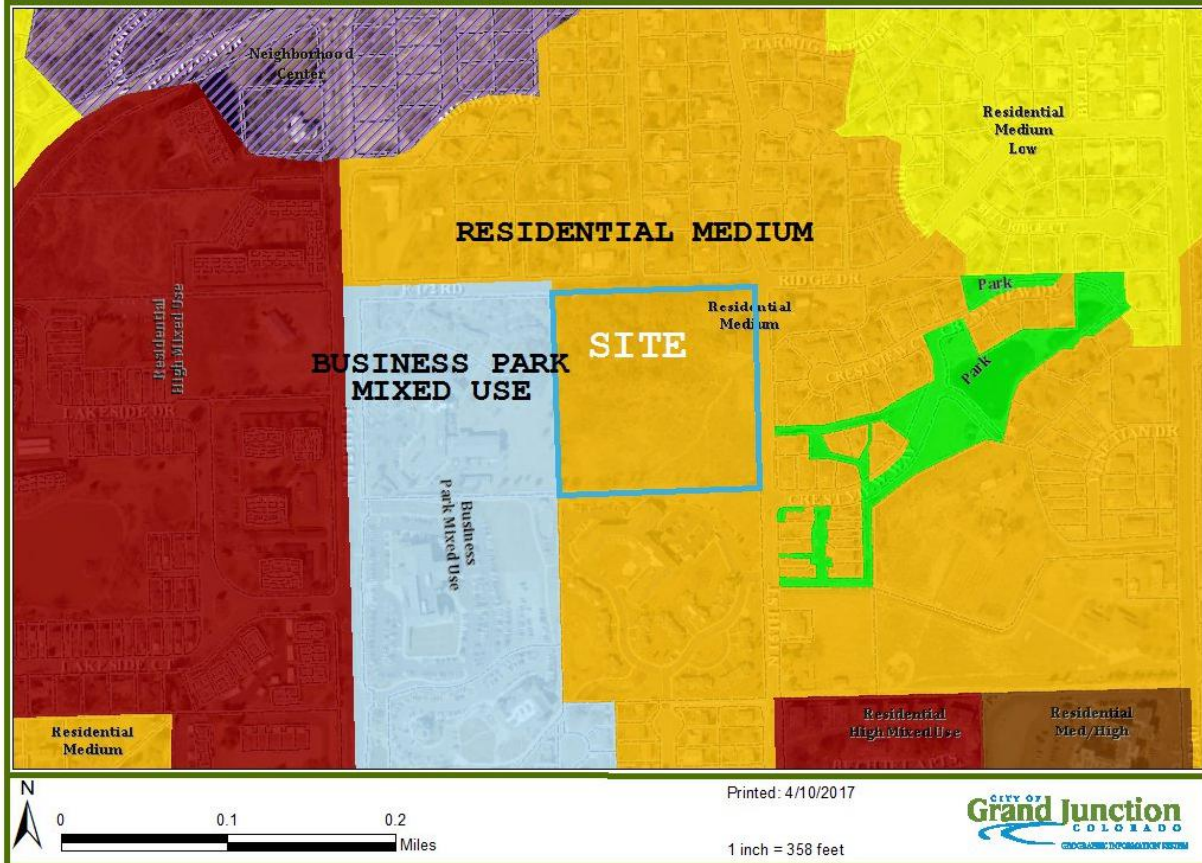 Neighborhood
Center
Residential
Medium
Low
RESIDENTIAL MEDIUM
RIDGE DR
Park
Residential
Medium
SITE
Residential
High Mixed Use
BUSINESS PARK
MIXED USE
Park
LAKESIDE DR
Business
Park Mixed Use
LAKESIDE CT
Residential
Medium
Residential
High Mixed Use
Residential
Med/High
N
0 0.1 0.2
Miles
Printed: 4/10/2017
1 inch = 358 feet
CITY OF
Grand Junction
COLORADO
GEOGRAPHIC INFORMATION SYSTEM